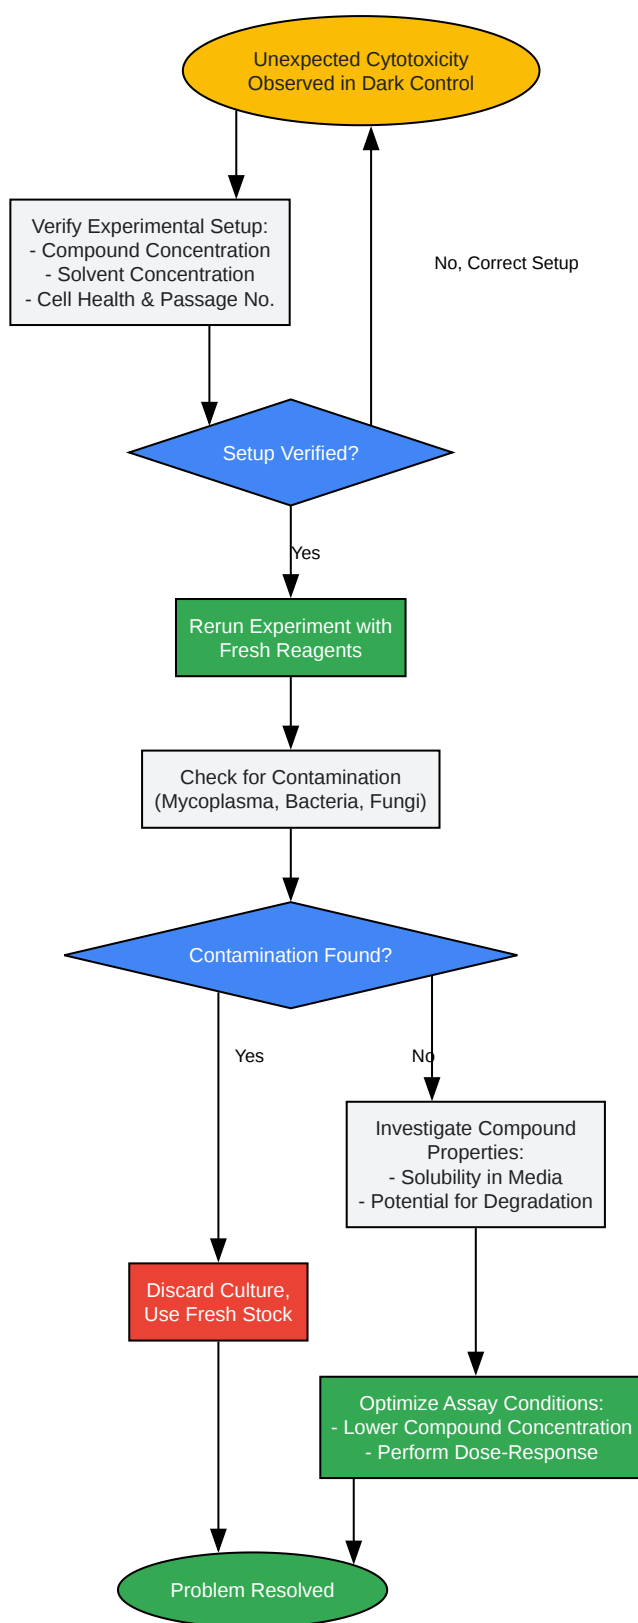 Unexpected Cytotoxicity
Observed in Dark Control
Verify Experimental Setup:
- Compound Concentration
- Solvent Concentration
- Cell Health & Passage No.
No, Correct Setup
Setup Verified?
Yes
Rerun Experiment with
Fresh Reagents
Check for Contamination
(Mycoplasma, Bacteria, Fungi)
Contamination Found?
Yes
No
Investigate Compound
Properties:
- Solubility in Media
- Potential for Degradation
Discard Culture,
Use Fresh Stock
Optimize Assay Conditions:
- Lower Compound Concentration
- Perform Dose-Response
Problem Resolved